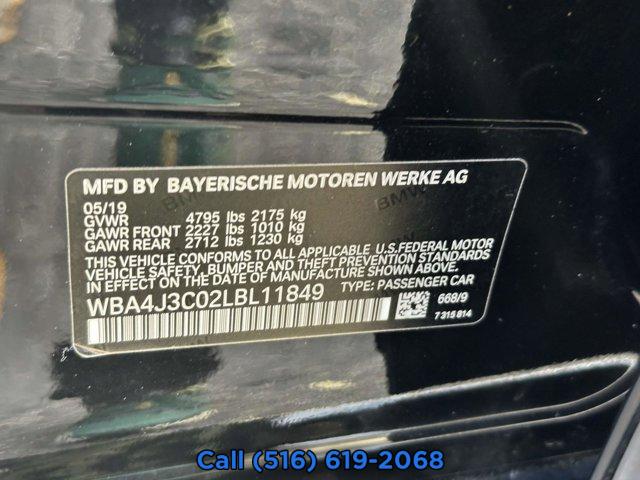 MFD BY BAYERISCHE MOTOREN WERKE AG
05/19
GVWR 4795 lbs 2175 kg
GAWR FRONT 2227 lbs 1010 kg
GAWR REAR 2712 lbs 1230 kg
THIS VEHICLE CONFORMS TO ALL APPLICABLE U.S.FEDERAL MOTOR
VEHICLE SAFETY, BUMPER AND THEFT PREVENTION STANDARDS
IN EFFECT ON THE DATE OF MANUFACTURE SHOWN ABOVE.
WBA4J3C02LBL11849 TYPE: PASSENGER CAR
668/9
7 315 814
Call (516) 619-2068